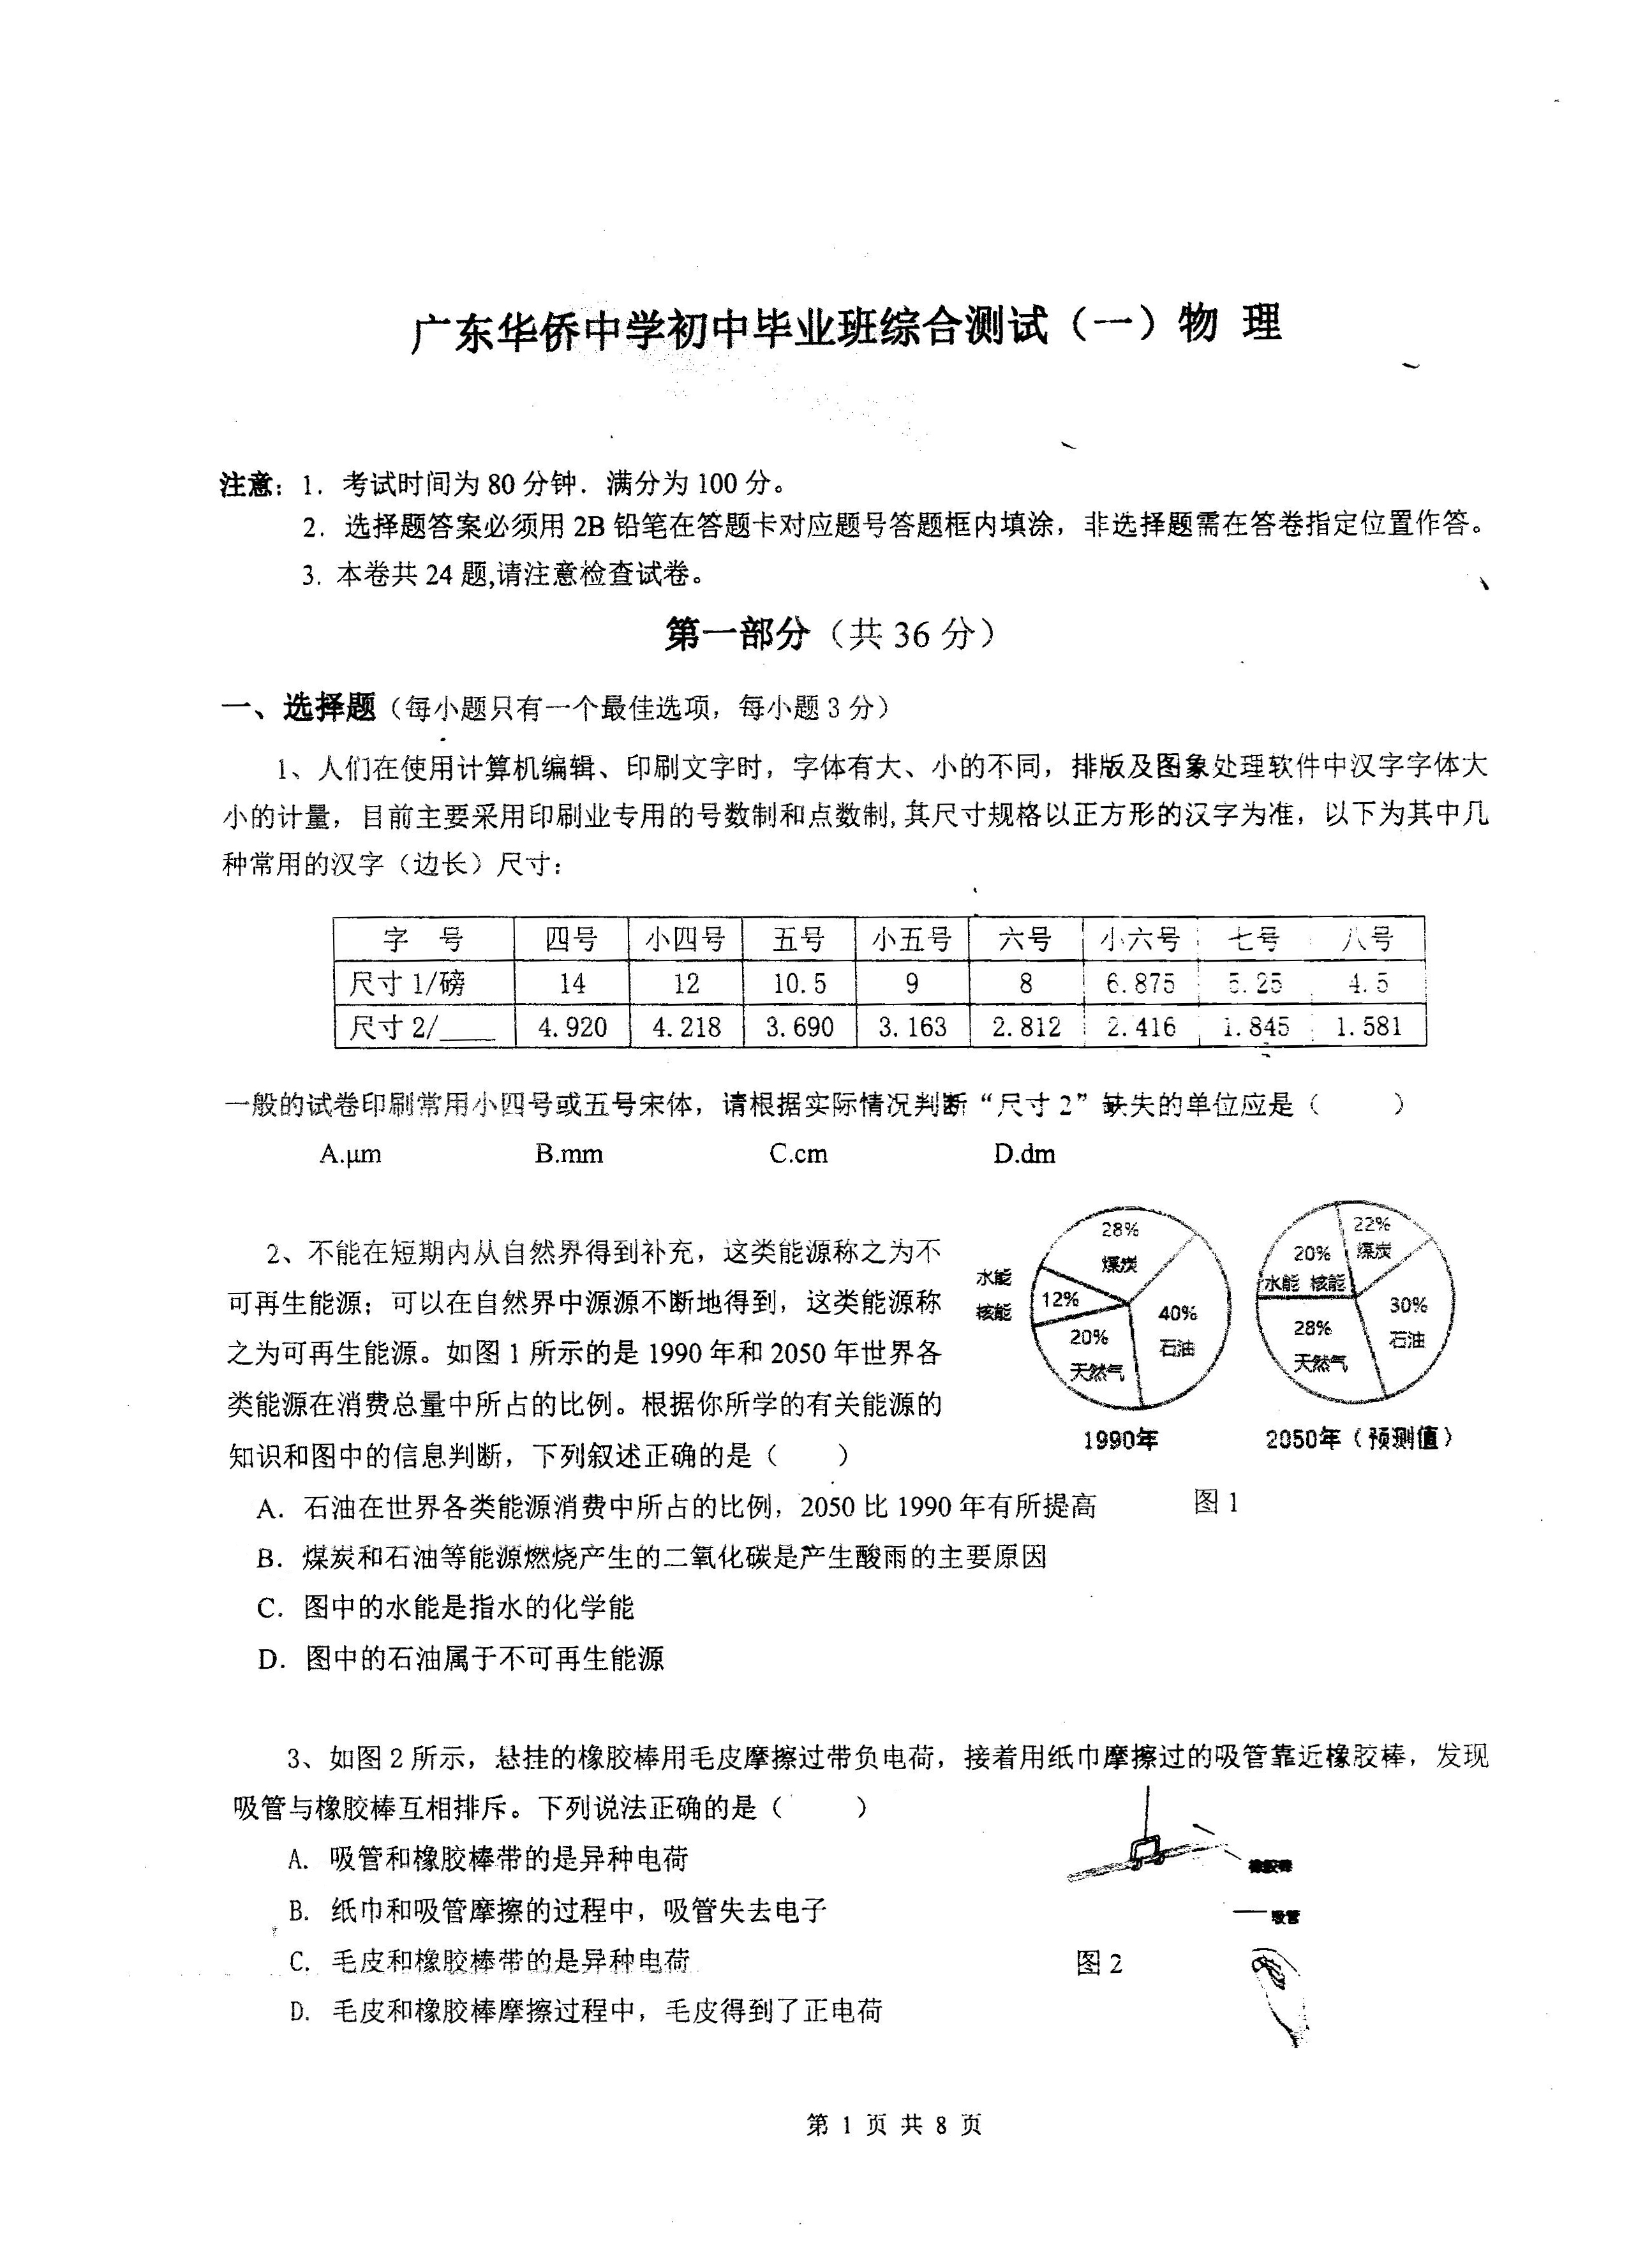 广东华侨中学初中毕业班综合测试（一）物 理
注意：1．考试时间为 80 分钟．满分为 100 分。
2．选择题答案必须用 2B 铅笔在答题卡对应题号答题框内填涂，非选择题需在答卷指定位置作答。
3. 本卷共 24 题,请注意检查试卷。
第一部分（共 36 分）
一、选择题（每小题只有一个最佳选项，每小题 3 分）
1、人们在使用计算机编辑、印刷文字时，字体有大、小的不同，排版及图象处理软件中汉字字体大
小的计量，目前主要采用印刷业专用的号数制和点数制,其尺寸规格以正方形的汉字为准，以下为其中几
种常用的汉字（边长）尺寸：
字 号 四号 小四号 五号 小五号 六号 小六号 七号 八号
尺寸 1/磅 14 12 10.5 9 8 6.875 5.25 4.5
尺寸 2/____ 4.920 4.218 3.690 3.163 2.812 2.416 1.845 1.581
一般的试卷印刷常用小四号或五号宋体，请根据实际情况判断“尺寸 2”缺失的单位应是（ ）
A.μm B.mm C.cm D.dm
2、不能在短期内从自然界得到补充，这类能源称之为不
可再生能源；可以在自然界中源源不断地得到，这类能源称
之为可再生能源。如图 1 所示的是 1990 年和 2050 年世界各
类能源在消费总量中所占的比例。根据你所学的有关能源的
知识和图中的信息判断，下列叙述正确的是（ ）
28%
煤炭
水能
核能
12%
40%
石油
20%
天然气
1990年
22%
煤炭
20%
水能 核能
30%
石油
28%
天然气
2050年（预测值）
图 1
A．石油在世界各类能源消费中所占的比例，2050 比 1990 年有所提高
B．煤炭和石油等能源燃烧产生的二氧化碳是产生酸雨的主要原因
C．图中的水能是指水的化学能
D．图中的石油属于不可再生能源
3、如图 2 所示，悬挂的橡胶棒用毛皮摩擦过带负电荷，接着用纸巾摩擦过的吸管靠近橡胶棒，发现
吸管与橡胶棒互相排斥。下列说法正确的是（ ）
A. 吸管和橡胶棒带的是异种电荷
B. 纸巾和吸管摩擦的过程中，吸管失去电子
C. 毛皮和橡胶棒带的是异种电荷
D. 毛皮和橡胶棒摩擦过程中，毛皮得到了正电荷
橡胶棒
吸管
图 2
第 1 页 共 8 页